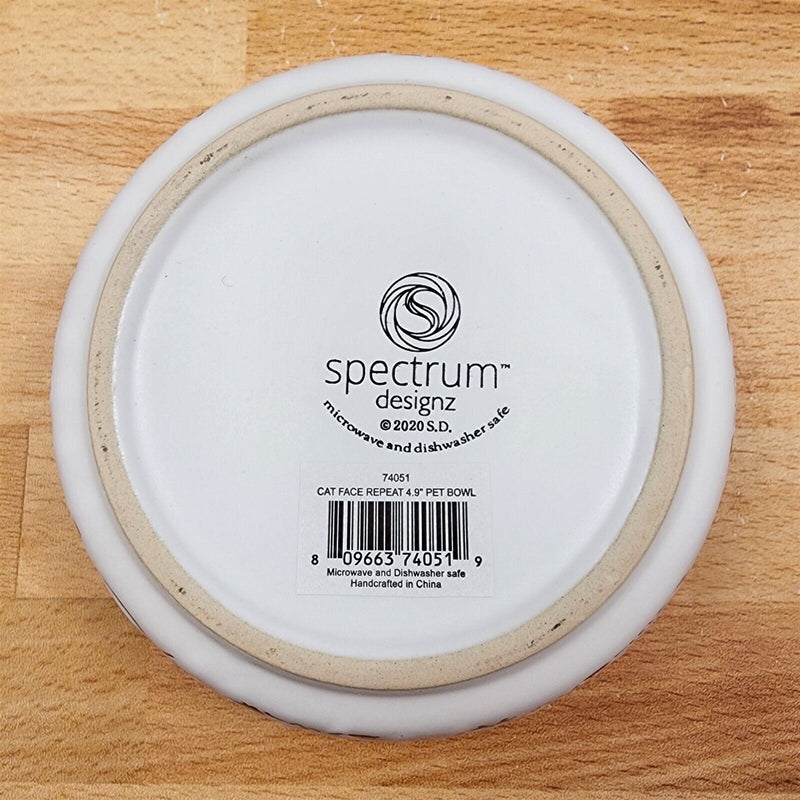 S
spectrum™
designz
© 2020 S.D.
microwave and dishwasher safe
74051
CAT FACE REPEAT 4.9" PET BOWL
8 09663 74051 9
Microwave and Dishwasher safe
Handcrafted in China